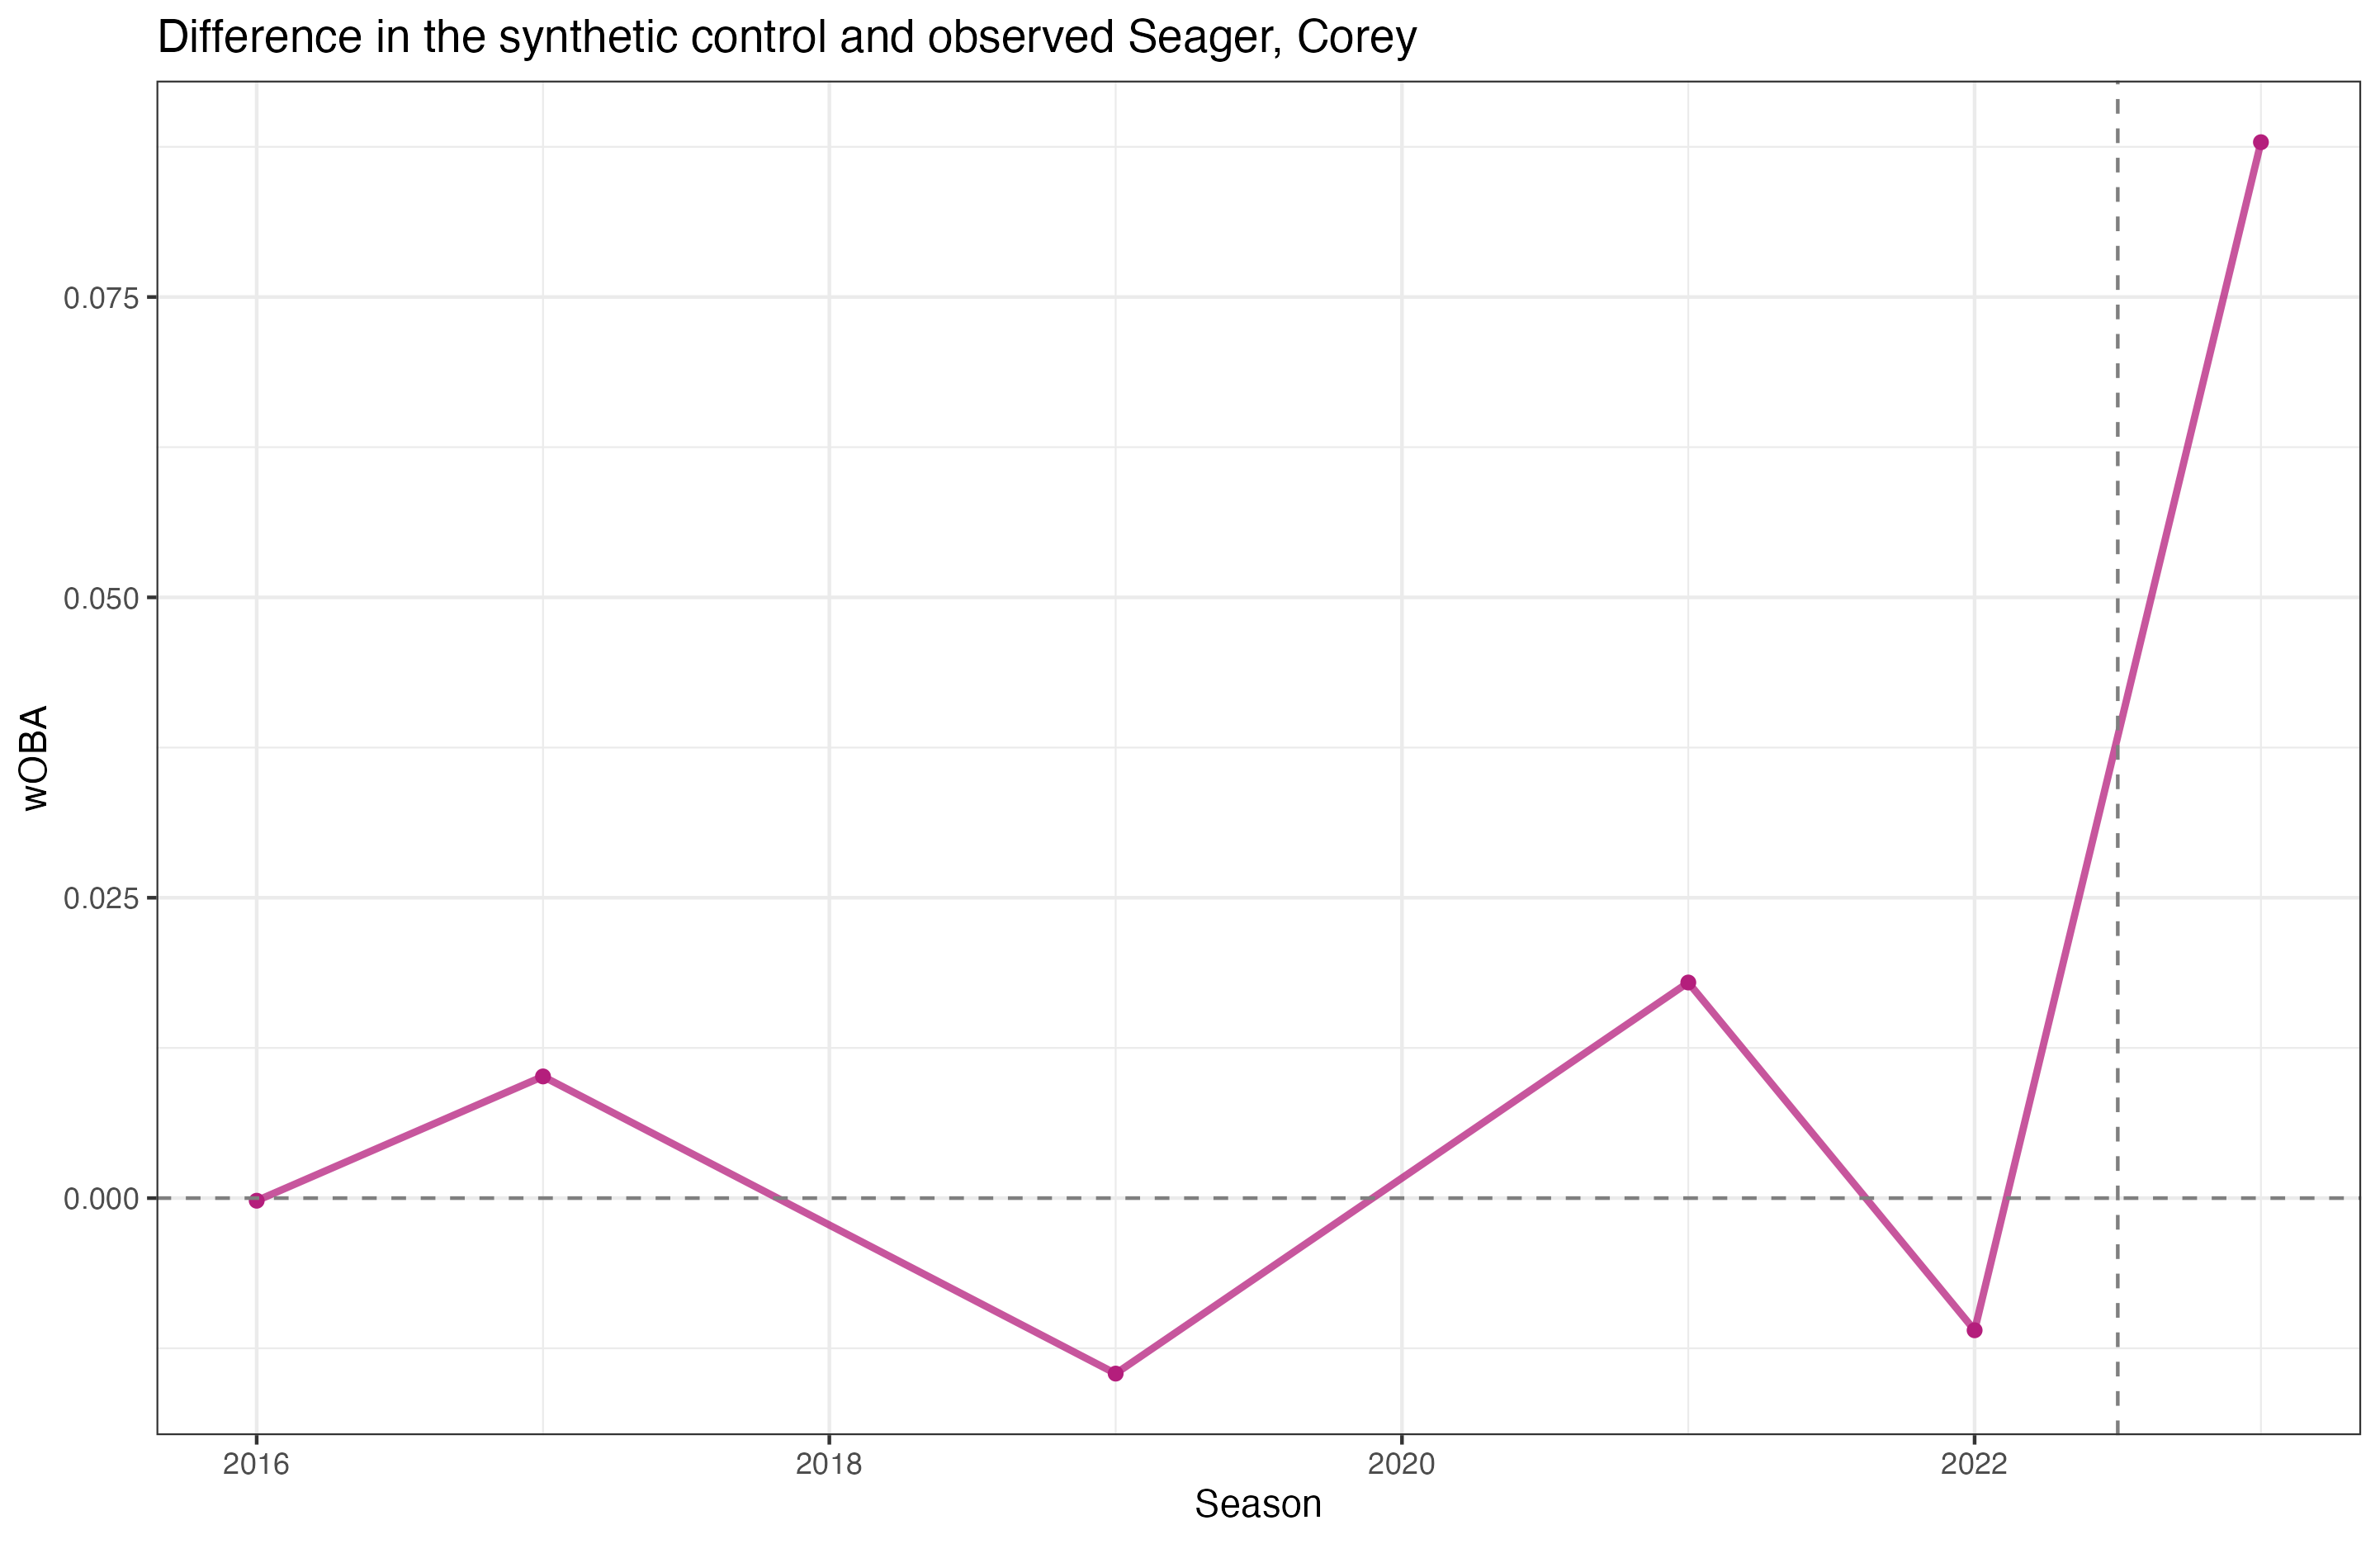 Difference in the synthetic control and observed Seager, Corey
wOBA
0.075
0.050
0.025
0.000
2016 2018 2020 2022
Season